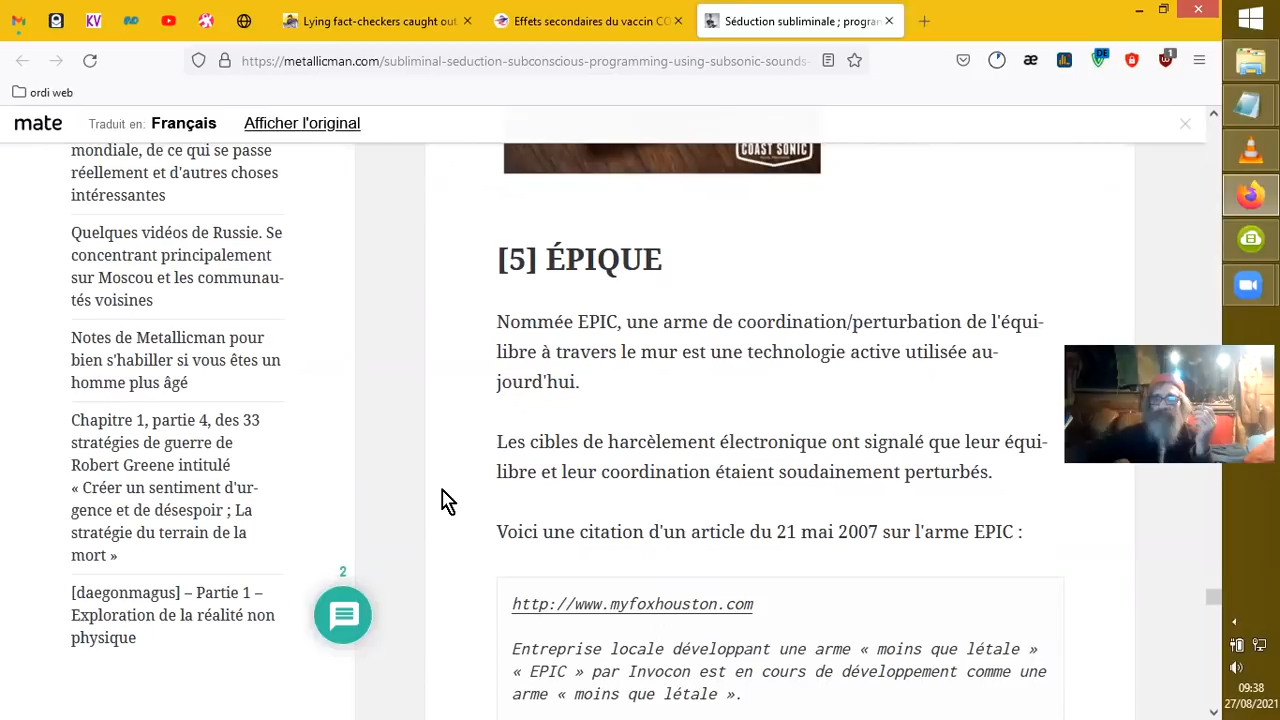 KV
Lying fact-checkers caught out.
Effets secondaires du vaccin CO
Séduction subliminale ; program
https://metallicman.com/subliminal-seduction-subconscious-programming-using-subsonic-sounds-
æ
DE
1
ordi web
mate
Traduit en: Français
Afficher l'original
mondiale, de ce qui se passe
réellement et d'autres choses
intéressantes
Quelques vidéos de Russie. Se
concentrant principalement
sur Moscou et les communau-
tés voisines
Notes de Metallicman pour
bien s'habiller si vous êtes un
homme plus âgé
Chapitre 1, partie 4, des 33
stratégies de guerre de
Robert Greene intitulé
« Créer un sentiment d'ur-
gence et de désespoir ; La
stratégie du terrain de la
mort »
[daegonmagus] – Partie 1 –
Exploration de la réalité non
physique
2
COAST SONIC
[5] ÉPIQUE
Nommée EPIC, une arme de coordination/perturbation de l'équi-
libre à travers le mur est une technologie active utilisée au-
jourd'hui.
Les cibles de harcèlement électronique ont signalé que leur équi-
libre et leur coordination étaient soudainement perturbés.
Voici une citation d'un article du 21 mai 2007 sur l'arme EPIC :
http://www.myfoxhouston.com
Entreprise locale développant une arme « moins que létale »
« EPIC » par Invocon est en cours de développement comme une
arme « moins que létale ».
09:38
27/08/2021